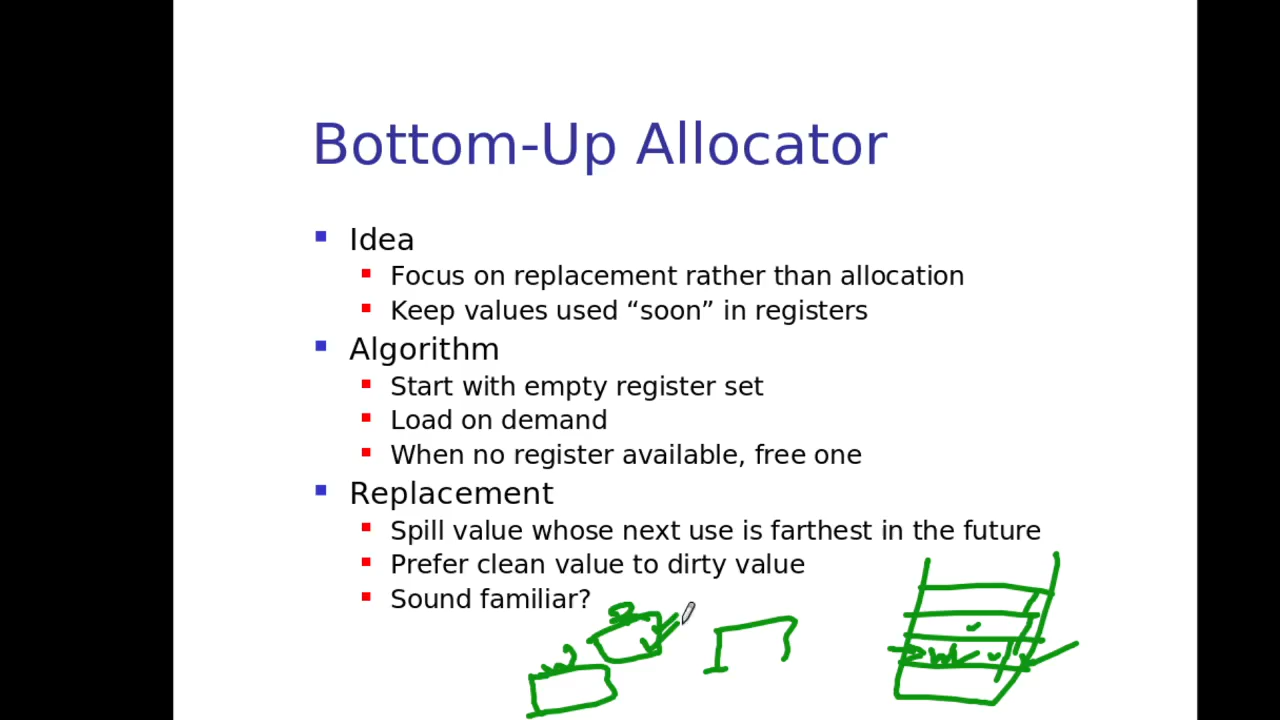 Bottom-Up Allocator
Idea
Focus on replacement rather than allocation
Keep values used “soon” in registers
Algorithm
Start with empty register set
Load on demand
When no register available, free one
Replacement
Spill value whose next use is farthest in the future
Prefer clean value to dirty value
Sound familiar?